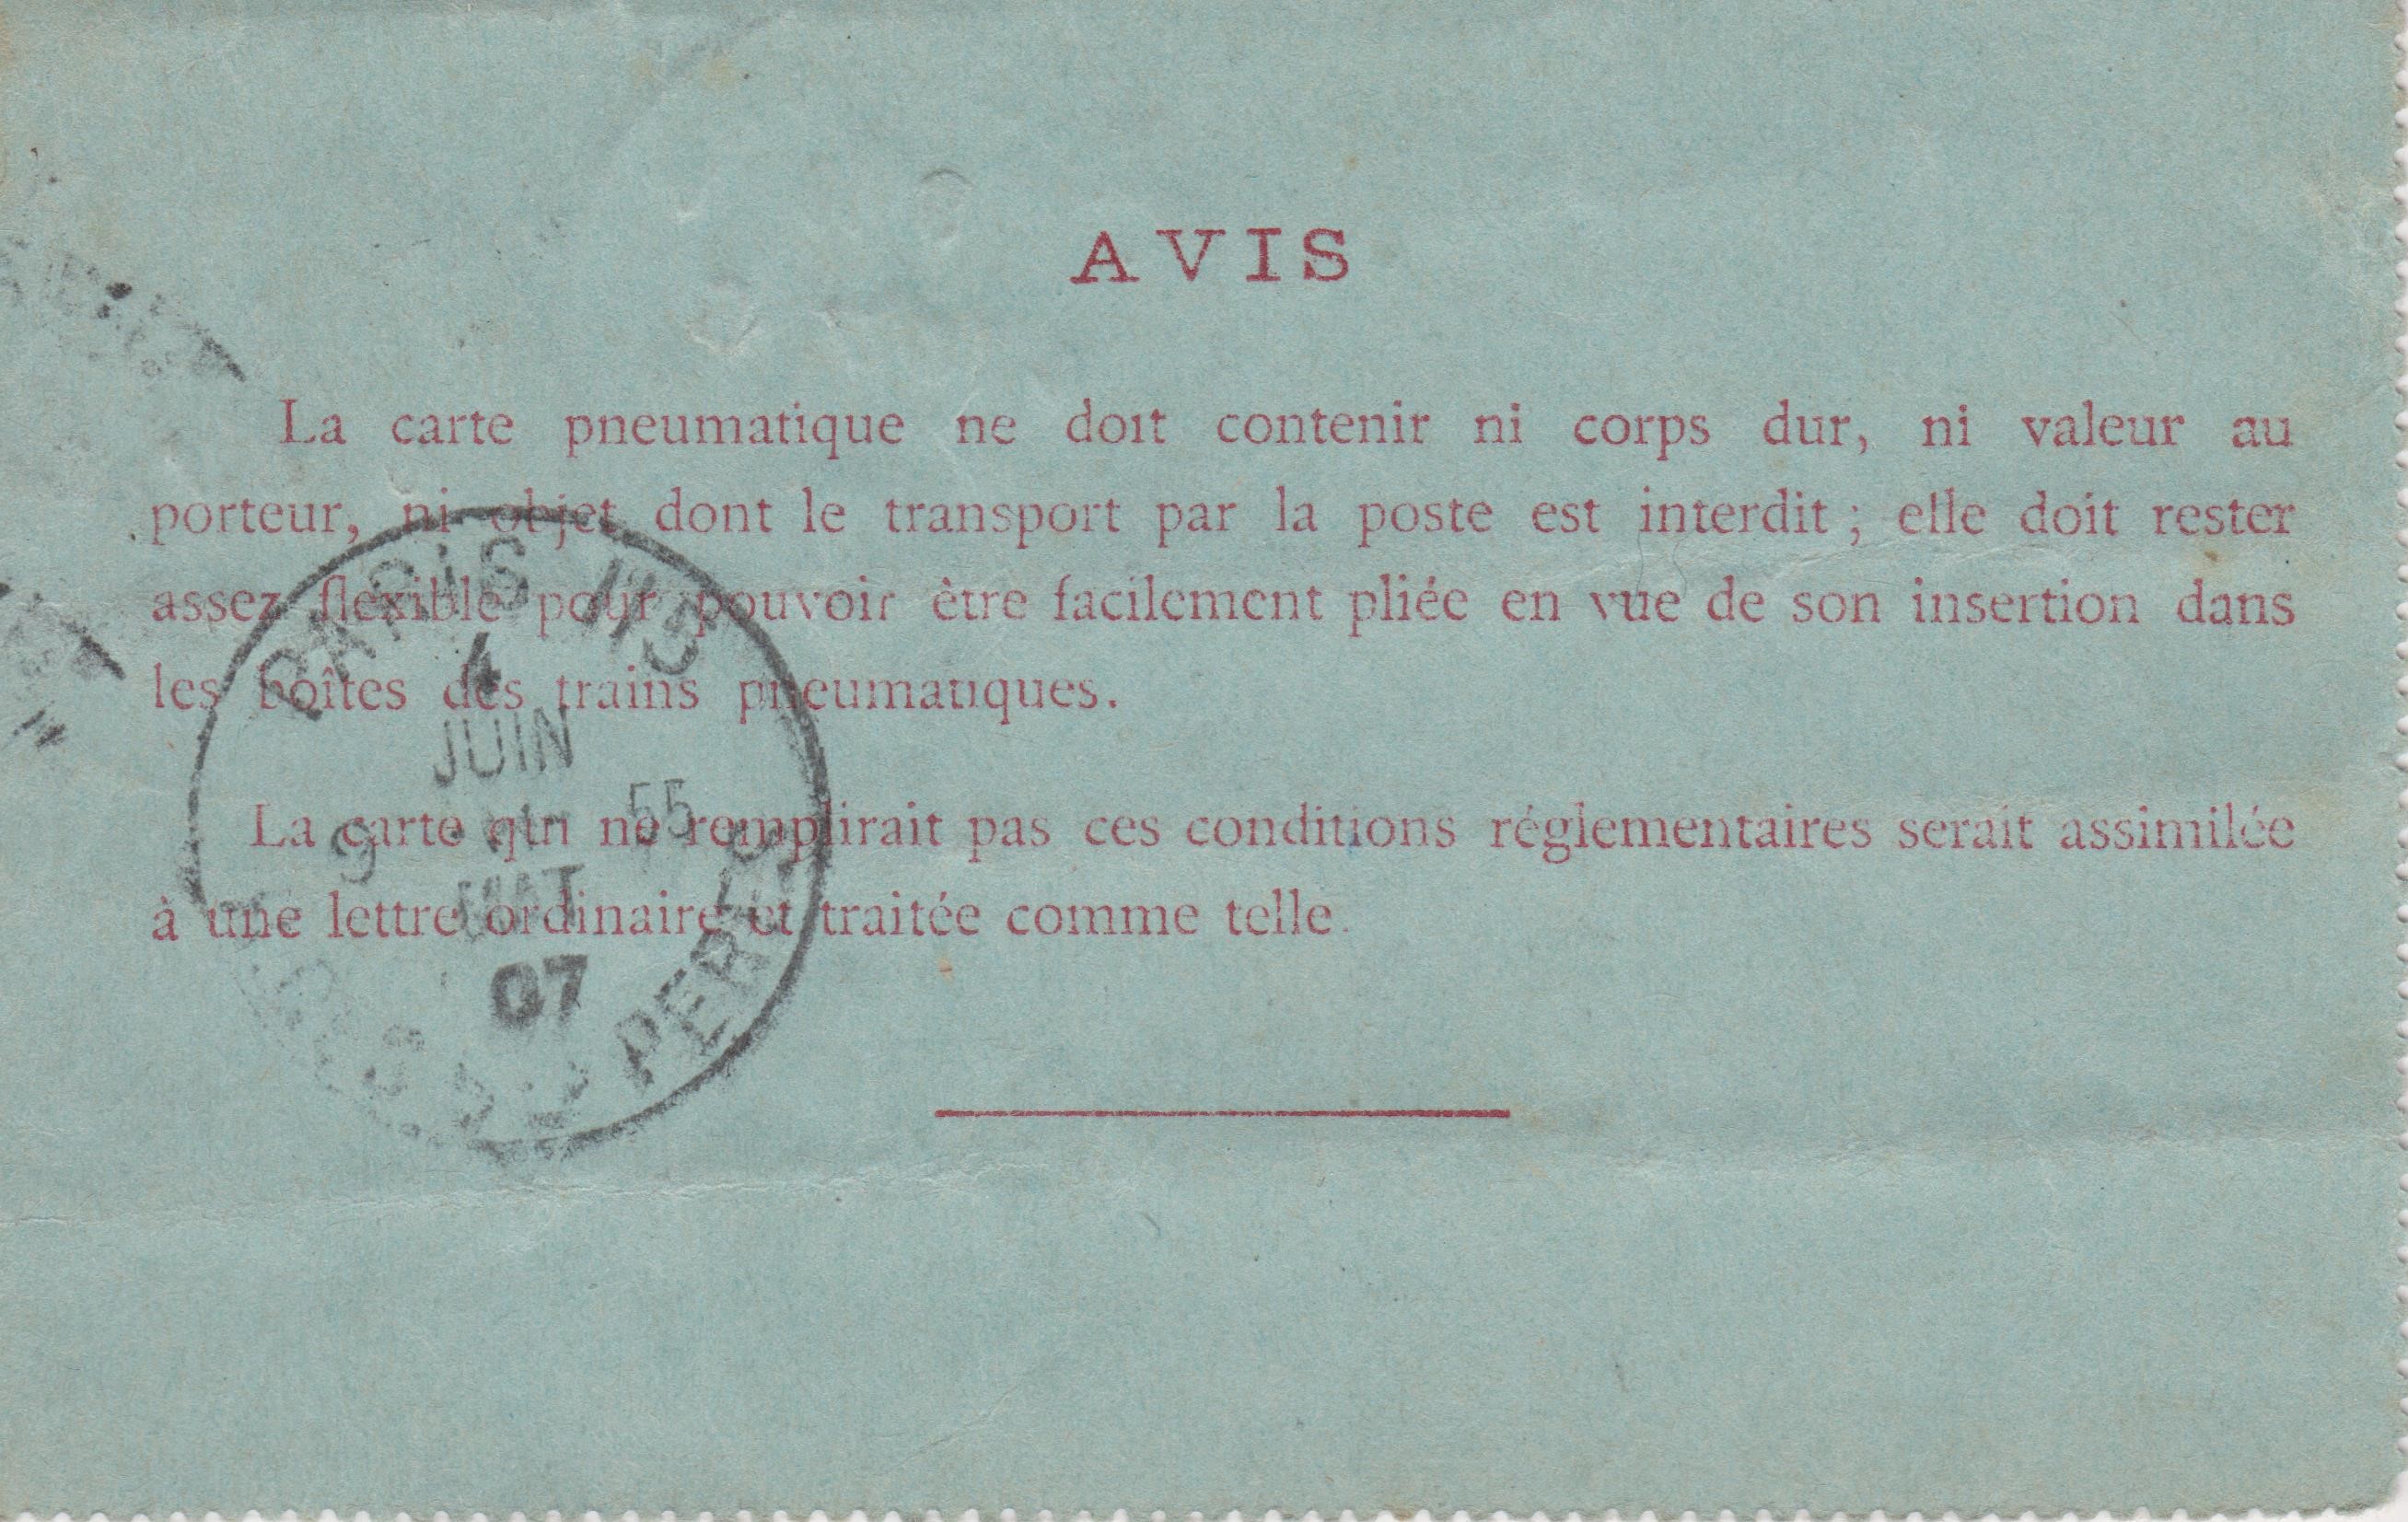 AVIS
La carte pneumatique ne doit contenir ni corps dur, ni valeur au
porteur, ni objet dont le transport par la poste est interdit ; elle doit rester
assez flexible pour pouvoir être facilement pliée en vue de son insertion dans
les boîtes des trains pneumatiques.
La carte qui ne remplirait pas ces conditions réglementaires serait assimilée
à une lettre ordinaire et traitée comme telle.
PARIS
4
JUIN
9 55
MAT
07